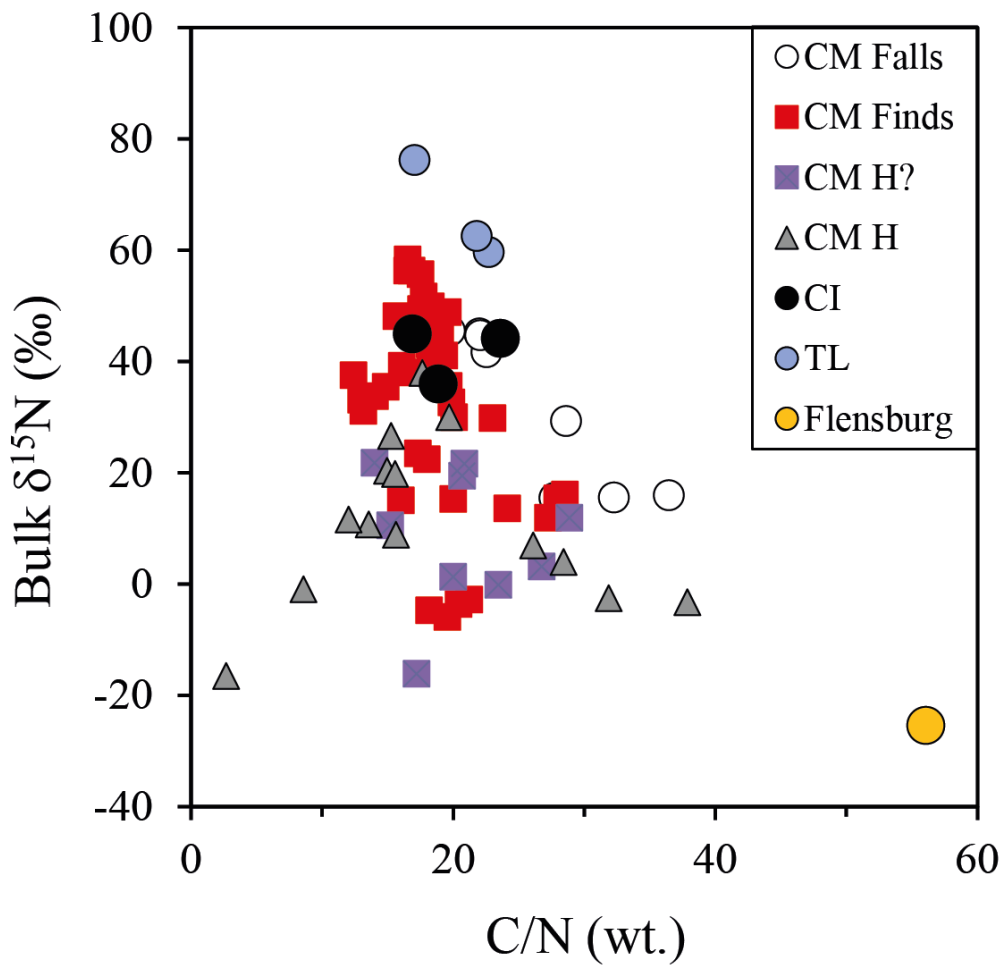 100
80
60
40
20
0
-20
-40
Bulk δ¹⁵N (‰)
0
20
40
60
C/N (wt.)
CM Falls
CM Finds
CM H?
CM H
CI
TL
Flensburg